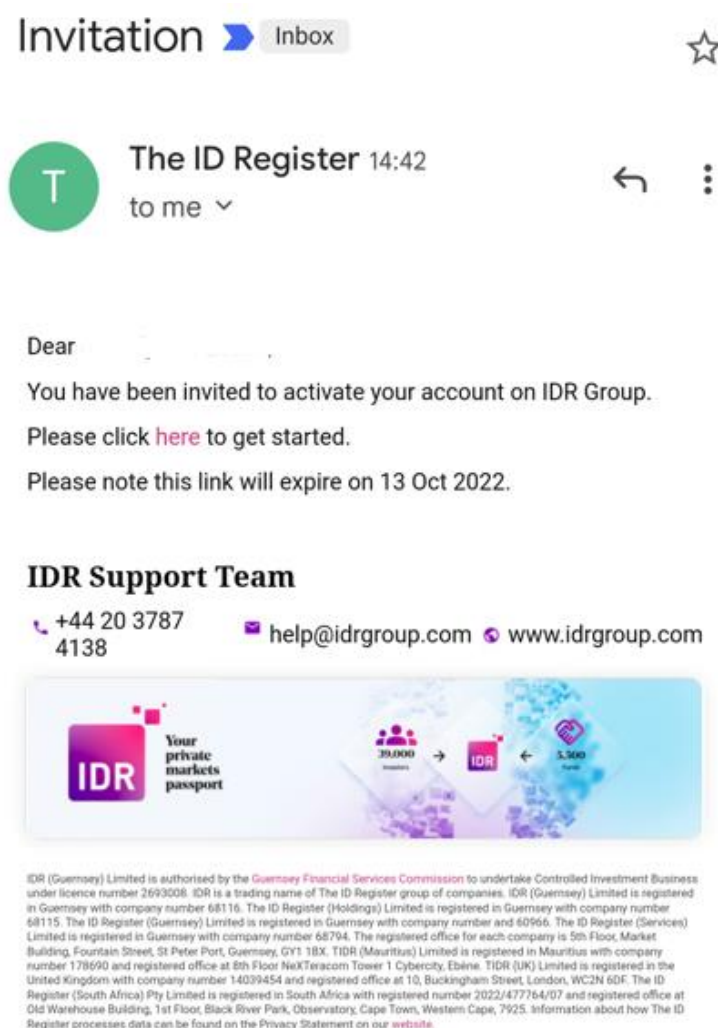 Invitation Inbox
T
The ID Register 14:42
to me
Dear
You have been invited to activate your account on IDR Group.
Please click here to get started.
Please note this link will expire on 13 Oct 2022.
IDR Support Team
+44 20 3787
4138
help@idrgroup.com www.idrgroup.com
IDR
Your
private
markets
passport
39,000
investors
IDR
5,500
Funds
IDR (Guernsey) Limited is authorised by the Guernsey Financial Services Commission to undertake Controlled Investment Business
under licence number 2693008. IDR is a trading name of The ID Register group of companies. IDR (Guernsey) Limited is registered
in Guernsey with company number 68116. The ID Register (Holdings) Limited is registered in Guernsey with company number
68115. The ID Register (Guernsey) Limited is registered in Guernsey with company number and 60966. The ID Register (Services)
Limited is registered in Guernsey with company number 68794. The registered office for each company is 5th Floor, Market
Building, Fountain Street, St Peter Port, Guernsey, GY1 1BX. TIDR (Mauritius) Limited is registered in Mauritius with company
number 178690 and registered office at 8th Floor NeXTeracom Tower 1 Cybercity, Ebène. TIDR (UK) Limited is registered in the
United Kingdom with company number 14039454 and registered office at 10, Buckingham Street, London, WC2N 6DF. The ID
Register (South Africa) Pty Limited is registered in South Africa with registered number 2022/477764/07 and registered office at
Old Warehouse Building, 1st Floor, Black River Park, Observatory, Cape Town, Western Cape, 7925. Information about how The ID
Register processes data can be found on the Privacy Statement on our website.